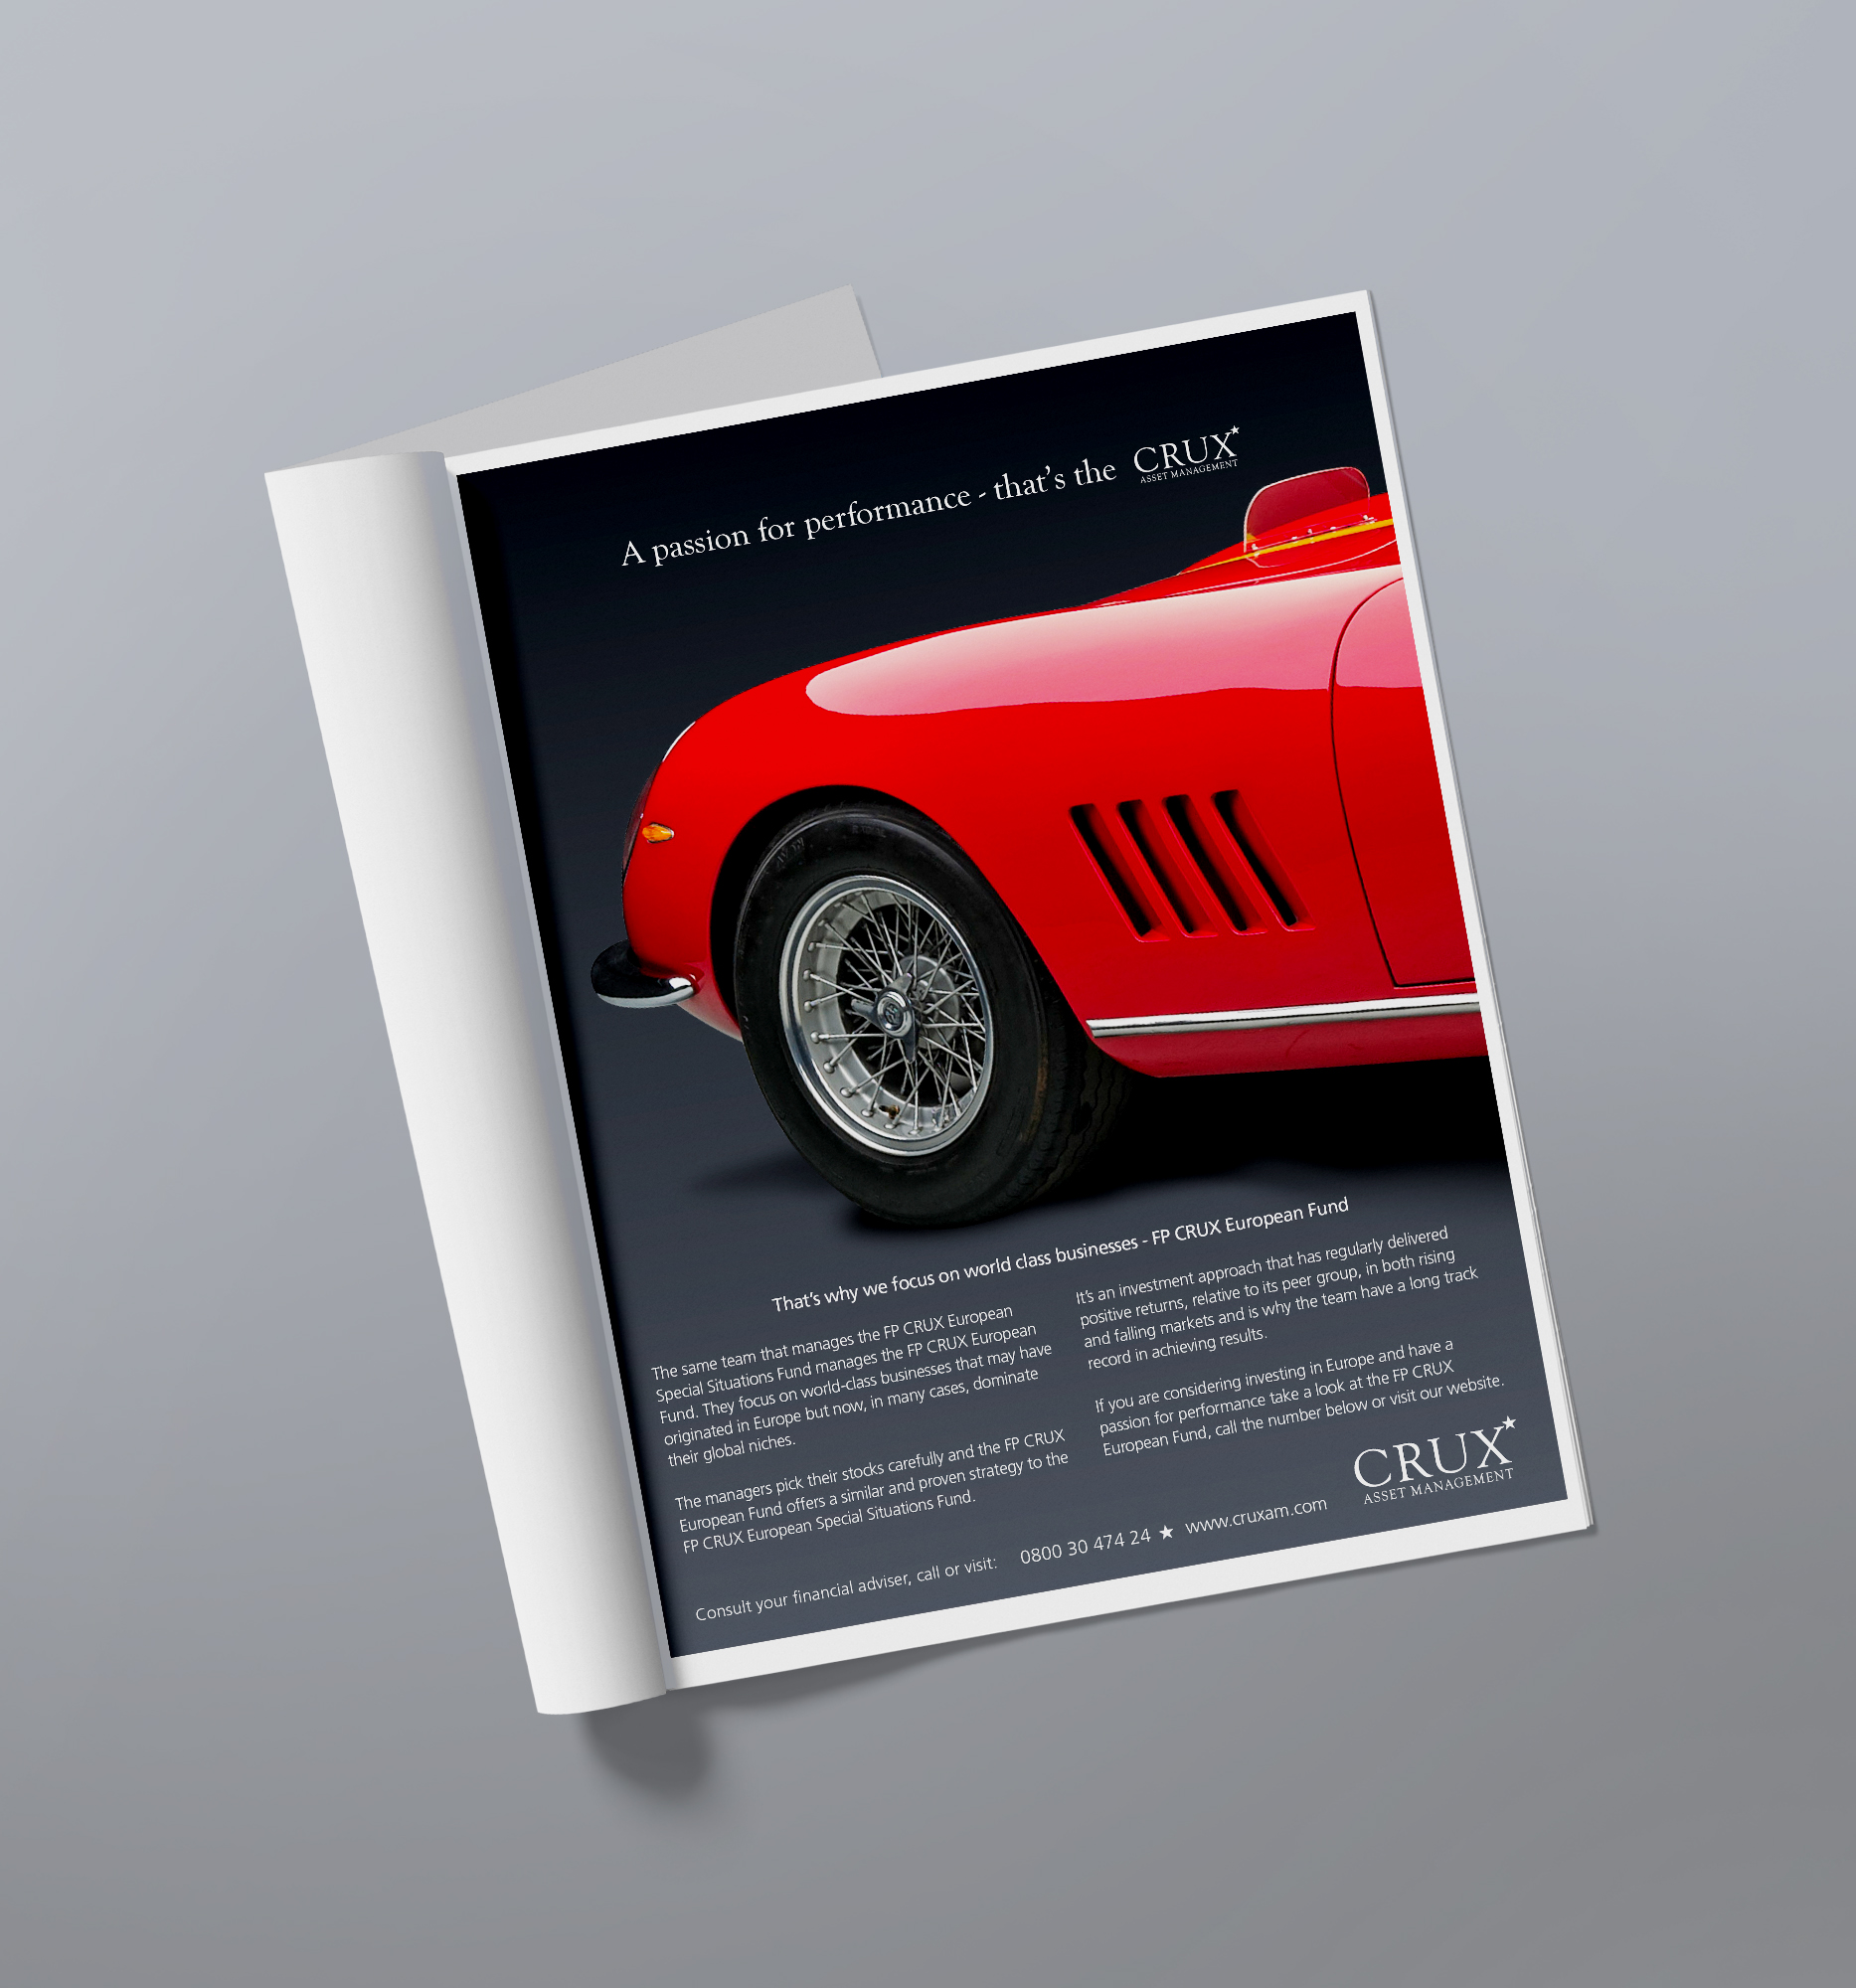 A passion for performance - that's the CRUX
ASSET MANAGEMENT
That's why we focus on world class businesses - FP CRUX European Fund
The same team that manages the FP CRUX European
Special Situations Fund manages the FP CRUX European
Fund. They focus on world-class businesses that may have
originated in Europe but now, in many cases, dominate
their global niches.
The managers pick their stocks carefully and the FP CRUX
European Fund offers a similar and proven strategy to the
FP CRUX European Special Situations Fund.
It's an investment approach that has regularly delivered
positive returns, relative to its peer group, in both rising
and falling markets and is why the team have a long track
record in achieving results.
If you are considering investing in Europe and have a
passion for performance take a look at the FP CRUX
European Fund, call the number below or visit our website.
Consult your financial adviser, call or visit: 0800 30 474 24 ★ www.cruxam.com
CRUX
ASSET MANAGEMENT